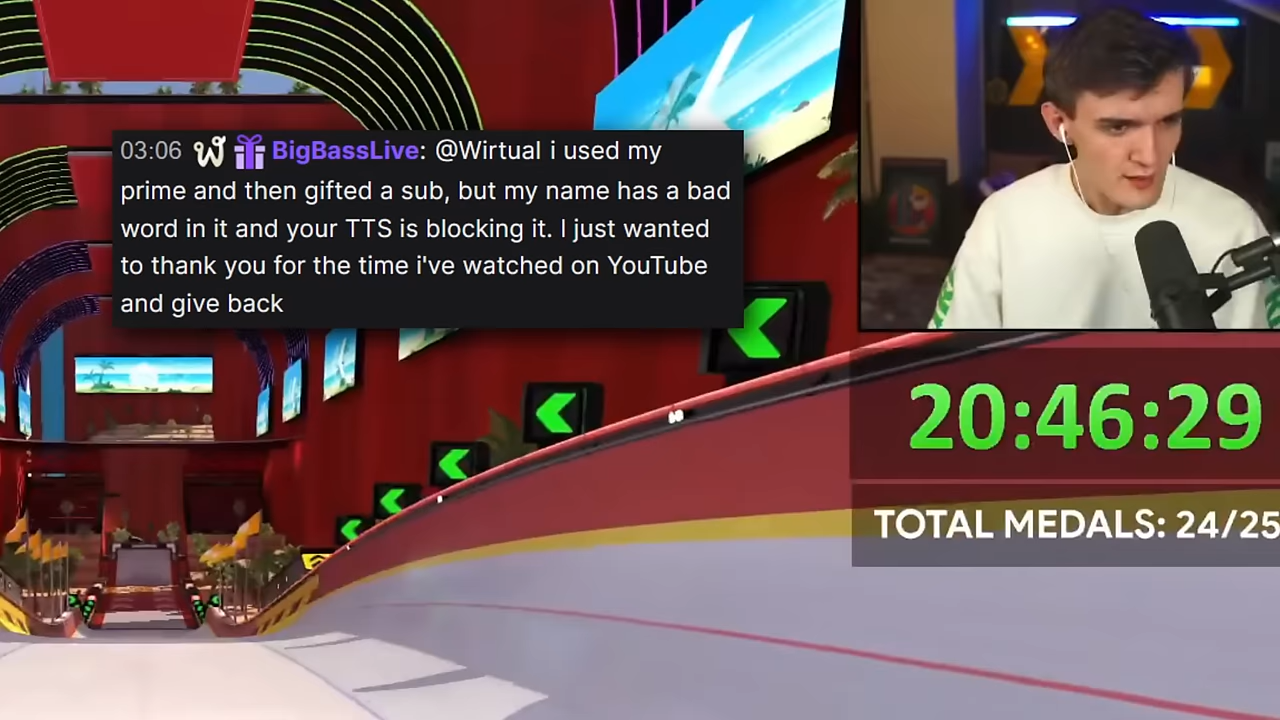 03:06 BigBassLive: @Wirtual i used my
prime and then gifted a sub, but my name has a bad
word in it and your TTS is blocking it. I just wanted
to thank you for the time i've watched on YouTube
and give back
20:46:29
TOTAL MEDALS: 24/25